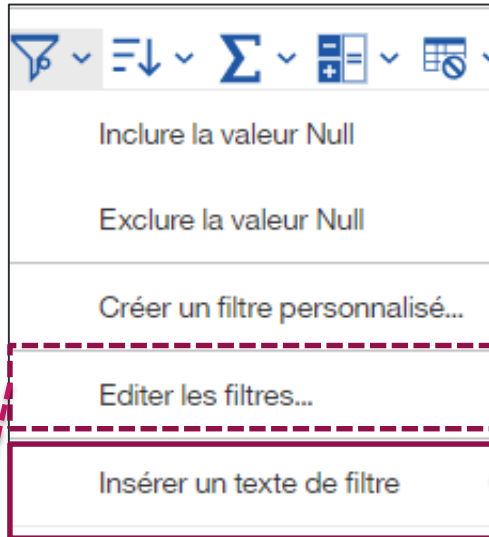 Inclure la valeur Null
Exclure la valeur Null
Créer un filtre personnalisé...
Editer les filtres...
Insérer un texte de filtre